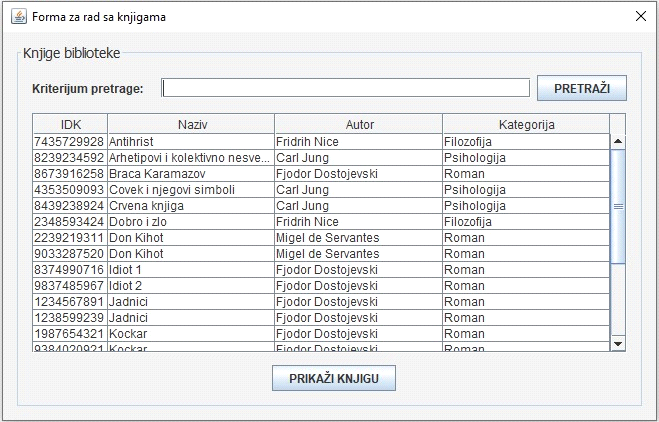 Forma za rad sa knjigama
Knjige biblioteke
Kriterijum pretrage: PRETRAŽI
IDK Naziv Autor Kategorija
7435729928 Antihrist Fridrih Nice Filozofija
8239234592 Arhetipovi i kolektivno nesve... Carl Jung Psihologija
8673916258 Braca Karamazov Fjodor Dostojevski Roman
4353509093 Covek i njegovi simboli Carl Jung Psihologija
8439238924 Crvena knjiga Carl Jung Psihologija
2348593424 Dobro i zlo Fridrih Nice Filozofija
2239219311 Don Kihot Migel de Servantes Roman
9033287520 Don Kihot Migel de Servantes Roman
8374990716 Idiot 1 Fjodor Dostojevski Roman
9837485967 Idiot 2 Fjodor Dostojevski Roman
1234567891 Jadnici Fjodor Dostojevski Roman
1238599239 Jadnici Fjodor Dostojevski Roman
1987654321 Kockar Fjodor Dostojevski Roman
9384020921 Kockar Fjodor Dostojevski Roman
PRIKAŽI KNJIGU